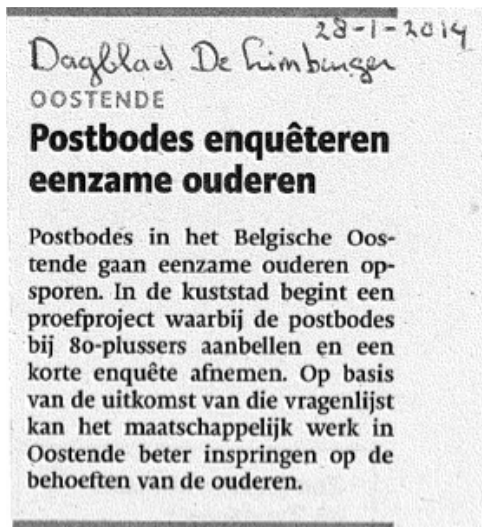 28-1-2014
Dagblad De Limburger
OOSTENDE
Postbodes enquêteren
eenzame ouderen
Postbodes in het Belgische Oos-
tende gaan eenzame ouderen op-
sporen. In de kuststad begint een
proefproject waarbij de postbodes
bij 80-plussers aanbellen en een
korte enquête afnemen. Op basis
van de uitkomst van die vragenlijst
kan het maatschappelijk werk in
Oostende beter inspringen op de
behoeften van de ouderen.